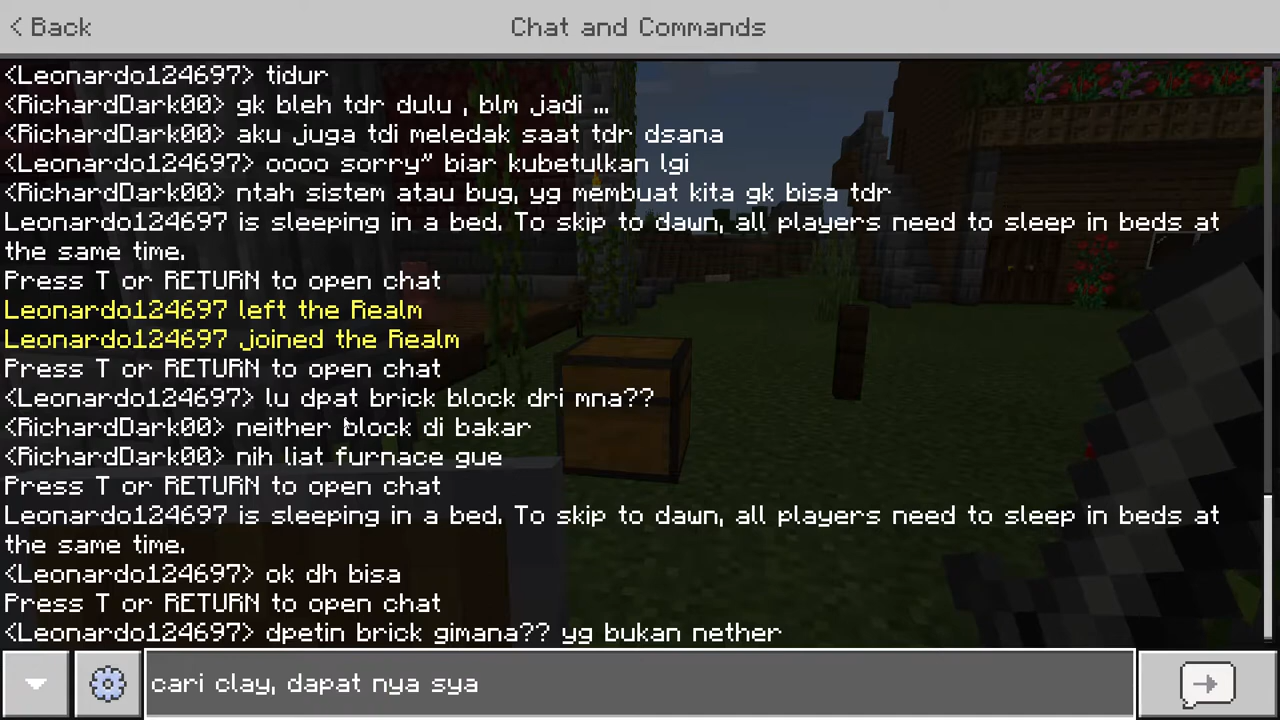 Back
Chat and Commands
<Leonardo124697> tidur
<RichardDark00> gk bleh tdr dulu , blm jadi ...
<RichardDark00> aku juga tdi meledak saat tdr dsana
<Leonardo124697> oooo sorry" biar kubetulkan lgi
<RichardDark00> ntah sistem atau bug, yg membuat kita gk bisa tdr
Leonardo124697 is sleeping in a bed. To skip to dawn, all players need to sleep in beds at
the same time.
Press T or RETURN to open chat
Leonardo124697 left the Realm
Leonardo124697 joined the Realm
Press T or RETURN to open chat
<Leonardo124697> lu dpat brick block dri mna??
<RichardDark00> neither block di bakar
<RichardDark00> nih liat furnace gue
Press T or RETURN to open chat
Leonardo124697 is sleeping in a bed. To skip to dawn, all players need to sleep in beds at
the same time.
<Leonardo124697> ok dh bisa
Press T or RETURN to open chat
<Leonardo124697> dpetin brick gimana?? yg bukan nether
cari clay, dapat nya sya